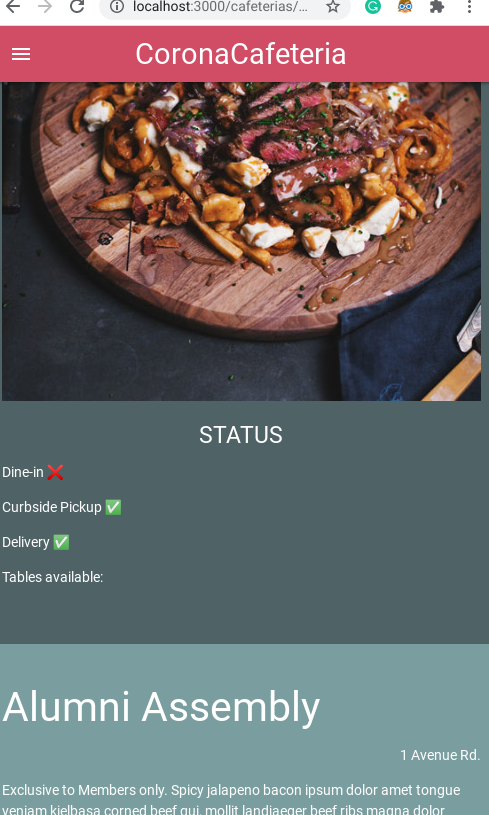 localhost:3000/cafeterias/...
CoronaCafeteria
STATUS
Dine-in ❌
Curbside Pickup ✅
Delivery ✅
Tables available:
Alumni Assembly
1 Avenue Rd.
Exclusive to Members only. Spicy jalapeno bacon ipsum dolor amet tongue
veniam kielbasa corned beef qui, mollit landjaeger beef ribs magna dolor